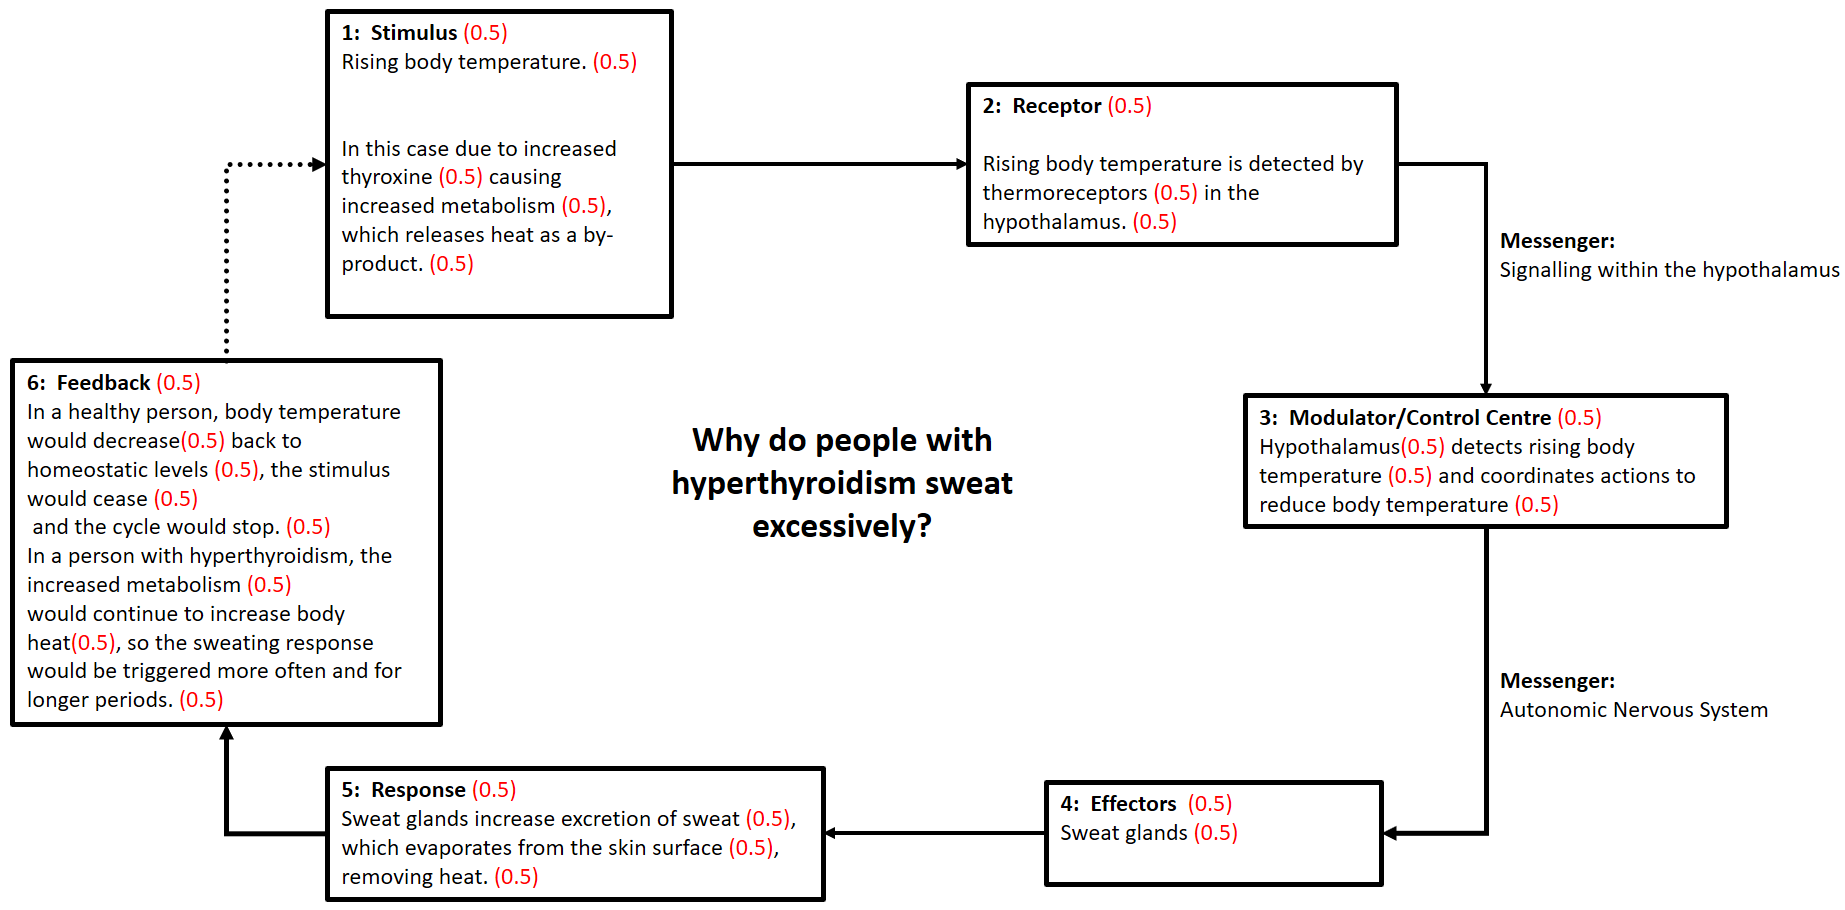 1: Stimulus (0.5)
Rising body temperature. (0.5)
In this case due to increased
thyroxine (0.5) causing
increased metabolism (0.5),
which releases heat as a by-
product. (0.5)
2: Receptor (0.5)
Rising body temperature is detected by
thermoreceptors (0.5) in the
hypothalamus. (0.5)
Messenger:
Signalling within the hypothalamus
3: Modulator/Control Centre (0.5)
Hypothalamus(0.5) detects rising body
temperature (0.5) and coordinates actions to
reduce body temperature (0.5)
Messenger:
Autonomic Nervous System
4: Effectors (0.5)
Sweat glands (0.5)
5: Response (0.5)
Sweat glands increase excretion of sweat (0.5),
which evaporates from the skin surface (0.5),
removing heat. (0.5)
6: Feedback (0.5)
In a healthy person, body temperature
would decrease(0.5) back to
homeostatic levels (0.5), the stimulus
would cease (0.5)
and the cycle would stop. (0.5)
In a person with hyperthyroidism, the
increased metabolism (0.5)
would continue to increase body
heat(0.5), so the sweating response
would be triggered more often and for
longer periods. (0.5)
Why do people with
hyperthyroidism sweat
excessively?